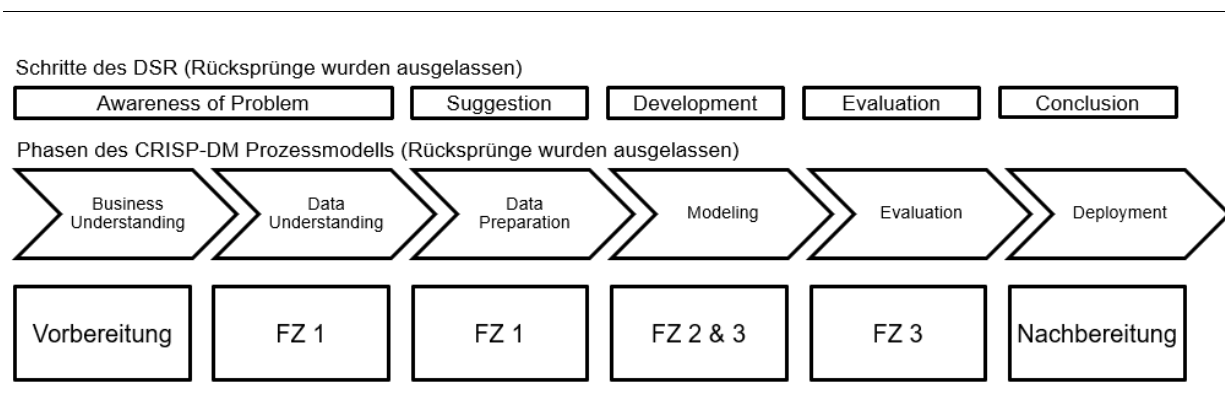 Schritte des DSR (Rücksprünge wurden ausgelassen)
Awareness of Problem
Suggestion
Development
Evaluation
Conclusion
Phasen des CRISP-DM Prozessmodells (Rücksprünge wurden ausgelassen)
Business
Understanding
Data
Understanding
Data
Preparation
Modeling
Evaluation
Deployment
Vorbereitung
FZ 1
FZ 1
FZ 2 & 3
FZ 3
Nachbereitung